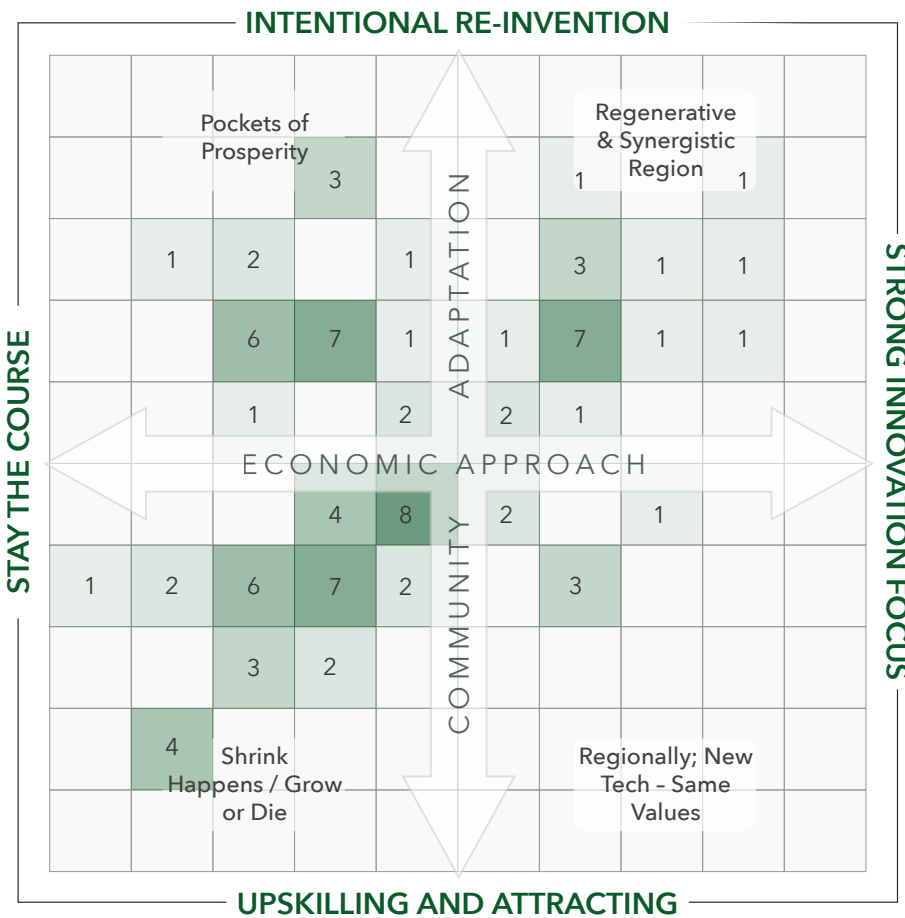 INTENTIONAL RE-INVENTION
Pockets of
Prosperity
Regenerative
& Synergistic
Region
3
1
1
1
2
1
3
1
1
6
7
1
1
7
1
1
1
2
2
1
ADAPTATION
STAY THE COURSE
STRONG INNOVATION FOCUS
ECONOMIC APPROACH
4
8
2
1
1
2
6
7
2
3
3
2
COMMUNITY
4
Shrink
Happens / Grow
or Die
Regionally; New
Tech – Same
Values
UPSKILLING AND ATTRACTING